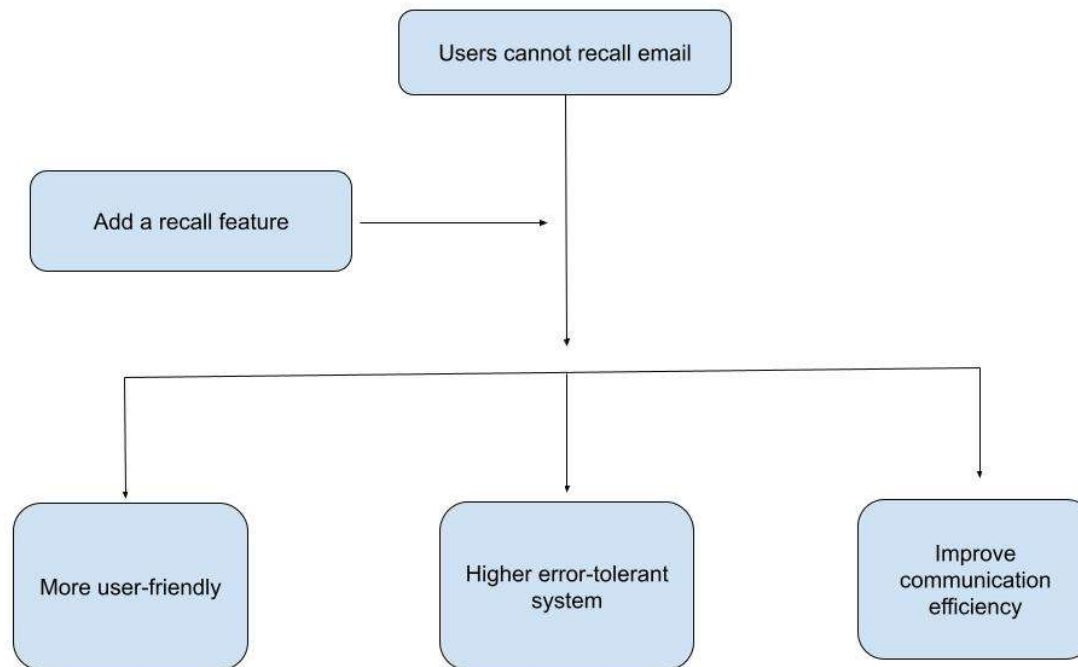 Users cannot recall email
Add a recall feature
More user-friendly
Higher error-tolerant
system
Improve
communication
efficiency